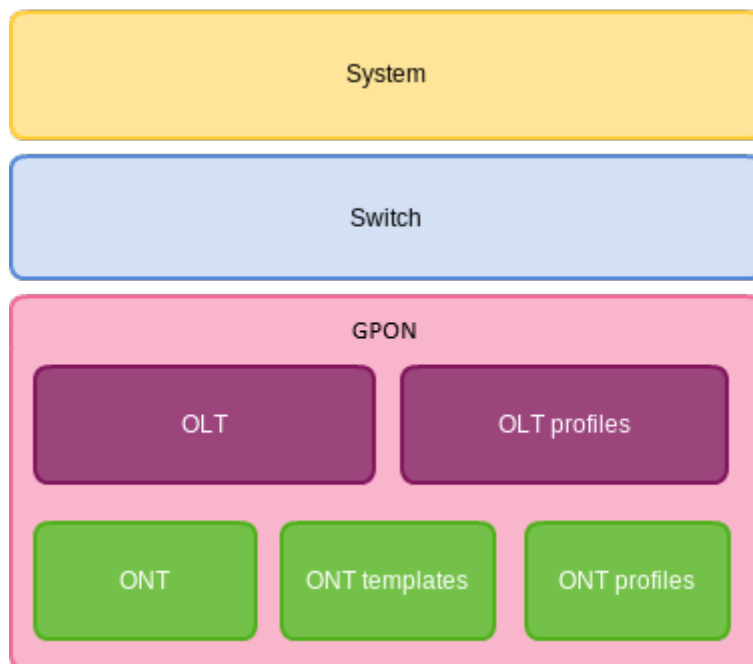 System
Switch
GPON
OLT
OLT profiles
ONT
ONT templates
ONT profiles